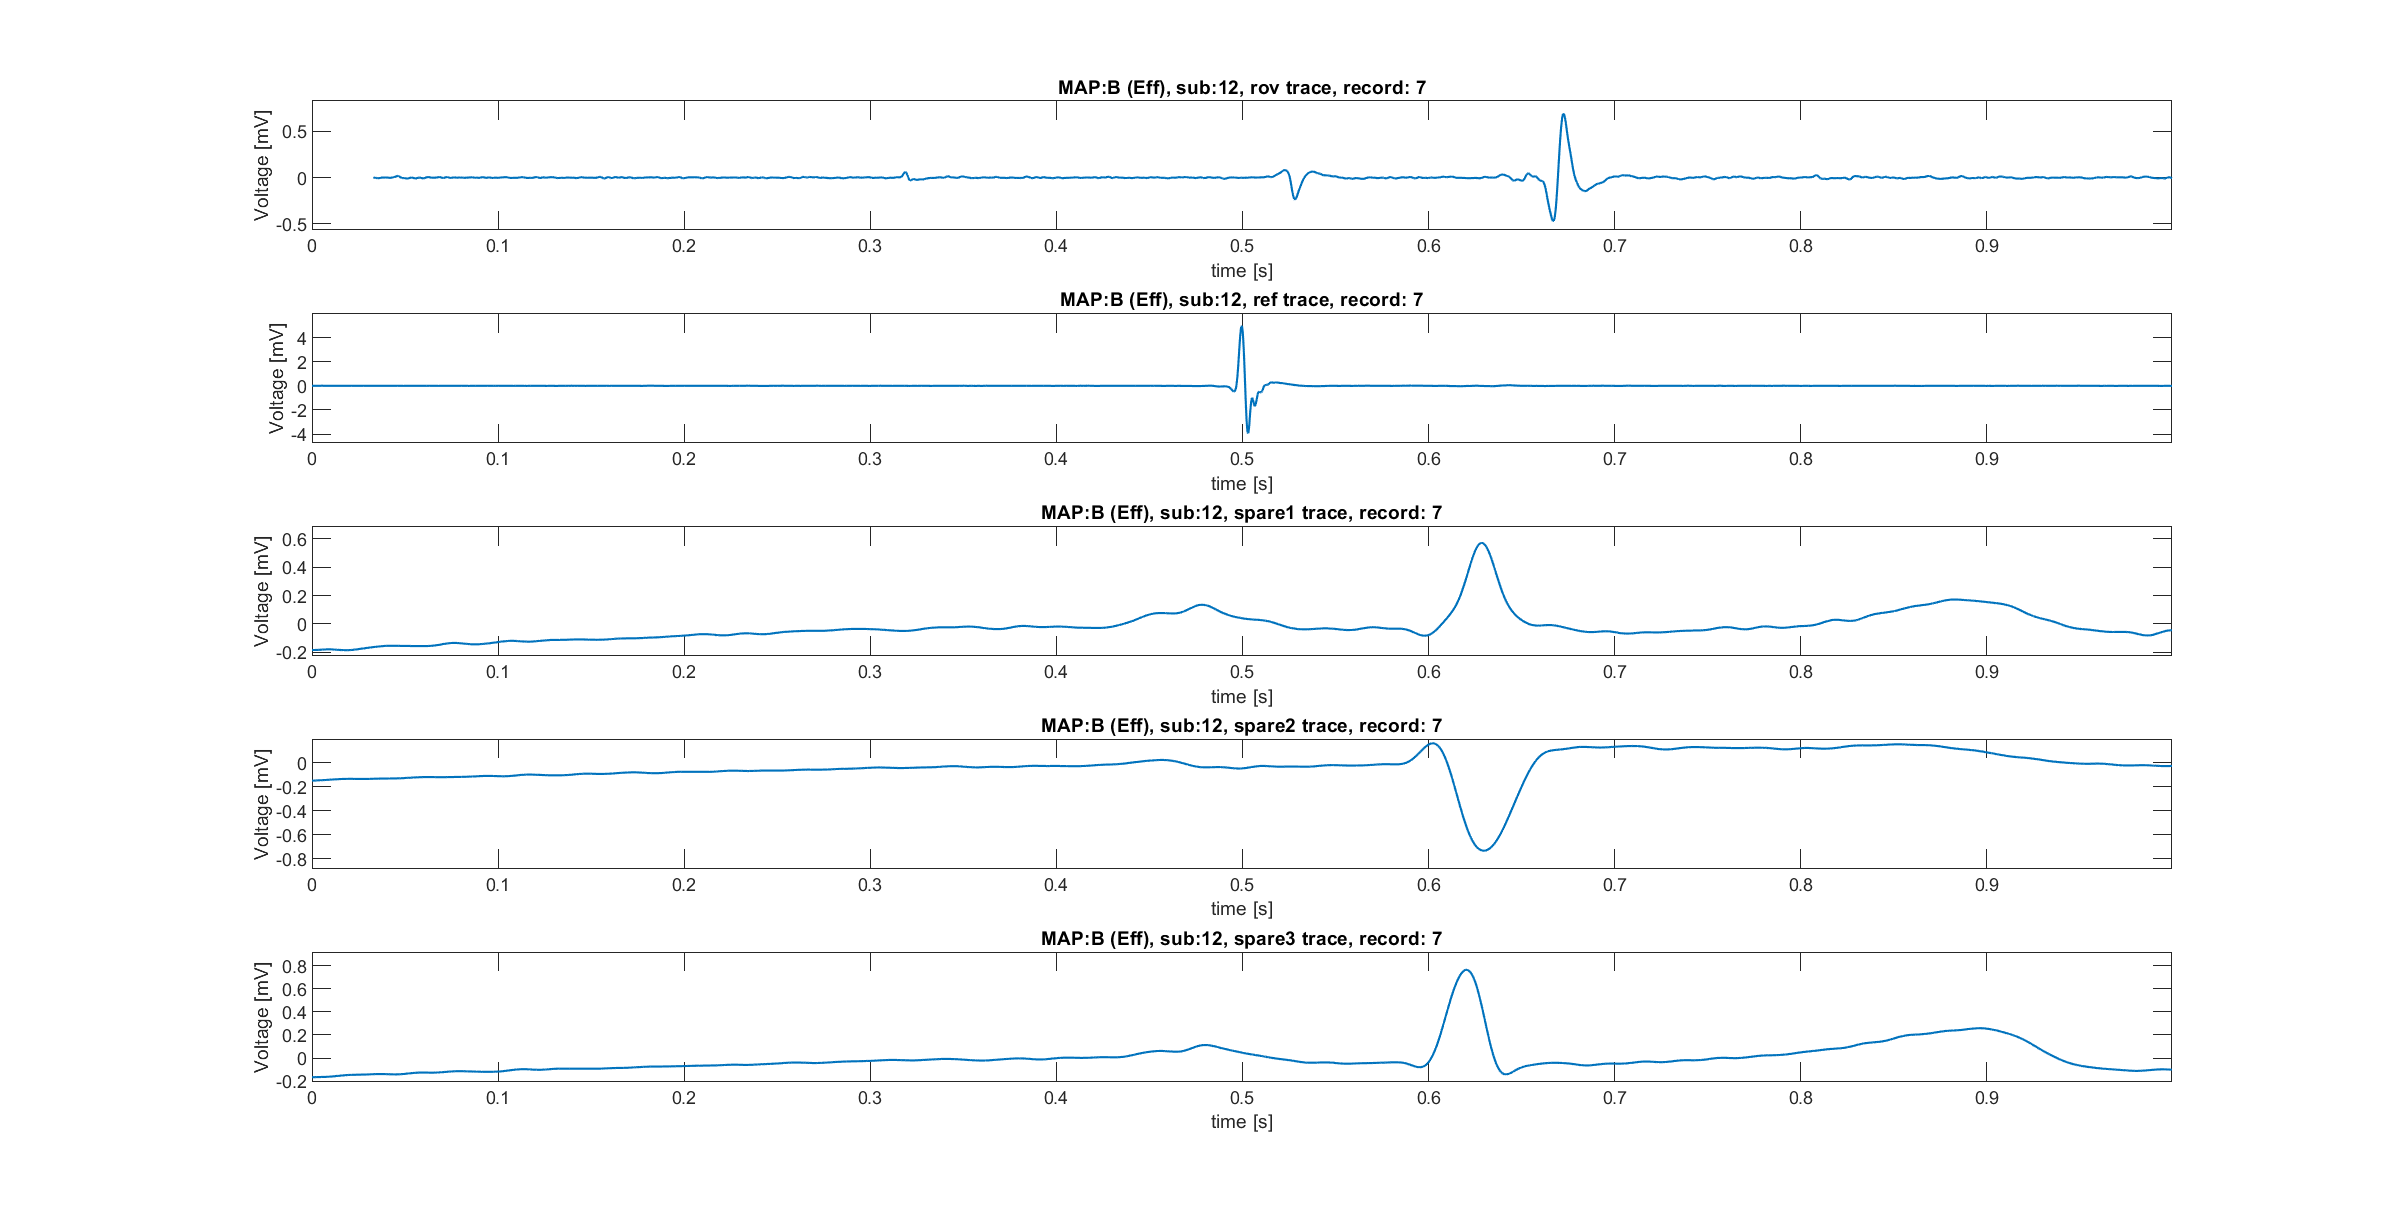 MAP:B (Eff), sub:12, rov trace, record: 7
Voltage [mV]
0.5
0
-0.5
0 0.1 0.2 0.3 0.4 0.5 0.6 0.7 0.8 0.9
time [s]
MAP:B (Eff), sub:12, ref trace, record: 7
Voltage [mV]
4
2
0
-2
-4
0 0.1 0.2 0.3 0.4 0.5 0.6 0.7 0.8 0.9
time [s]
MAP:B (Eff), sub:12, spare1 trace, record: 7
Voltage [mV]
0.6
0.4
0.2
0
-0.2
0 0.1 0.2 0.3 0.4 0.5 0.6 0.7 0.8 0.9
time [s]
MAP:B (Eff), sub:12, spare2 trace, record: 7
Voltage [mV]
0
-0.2
-0.4
-0.6
-0.8
0 0.1 0.2 0.3 0.4 0.5 0.6 0.7 0.8 0.9
time [s]
MAP:B (Eff), sub:12, spare3 trace, record: 7
Voltage [mV]
0.8
0.6
0.4
0.2
0
-0.2
0 0.1 0.2 0.3 0.4 0.5 0.6 0.7 0.8 0.9
time [s]